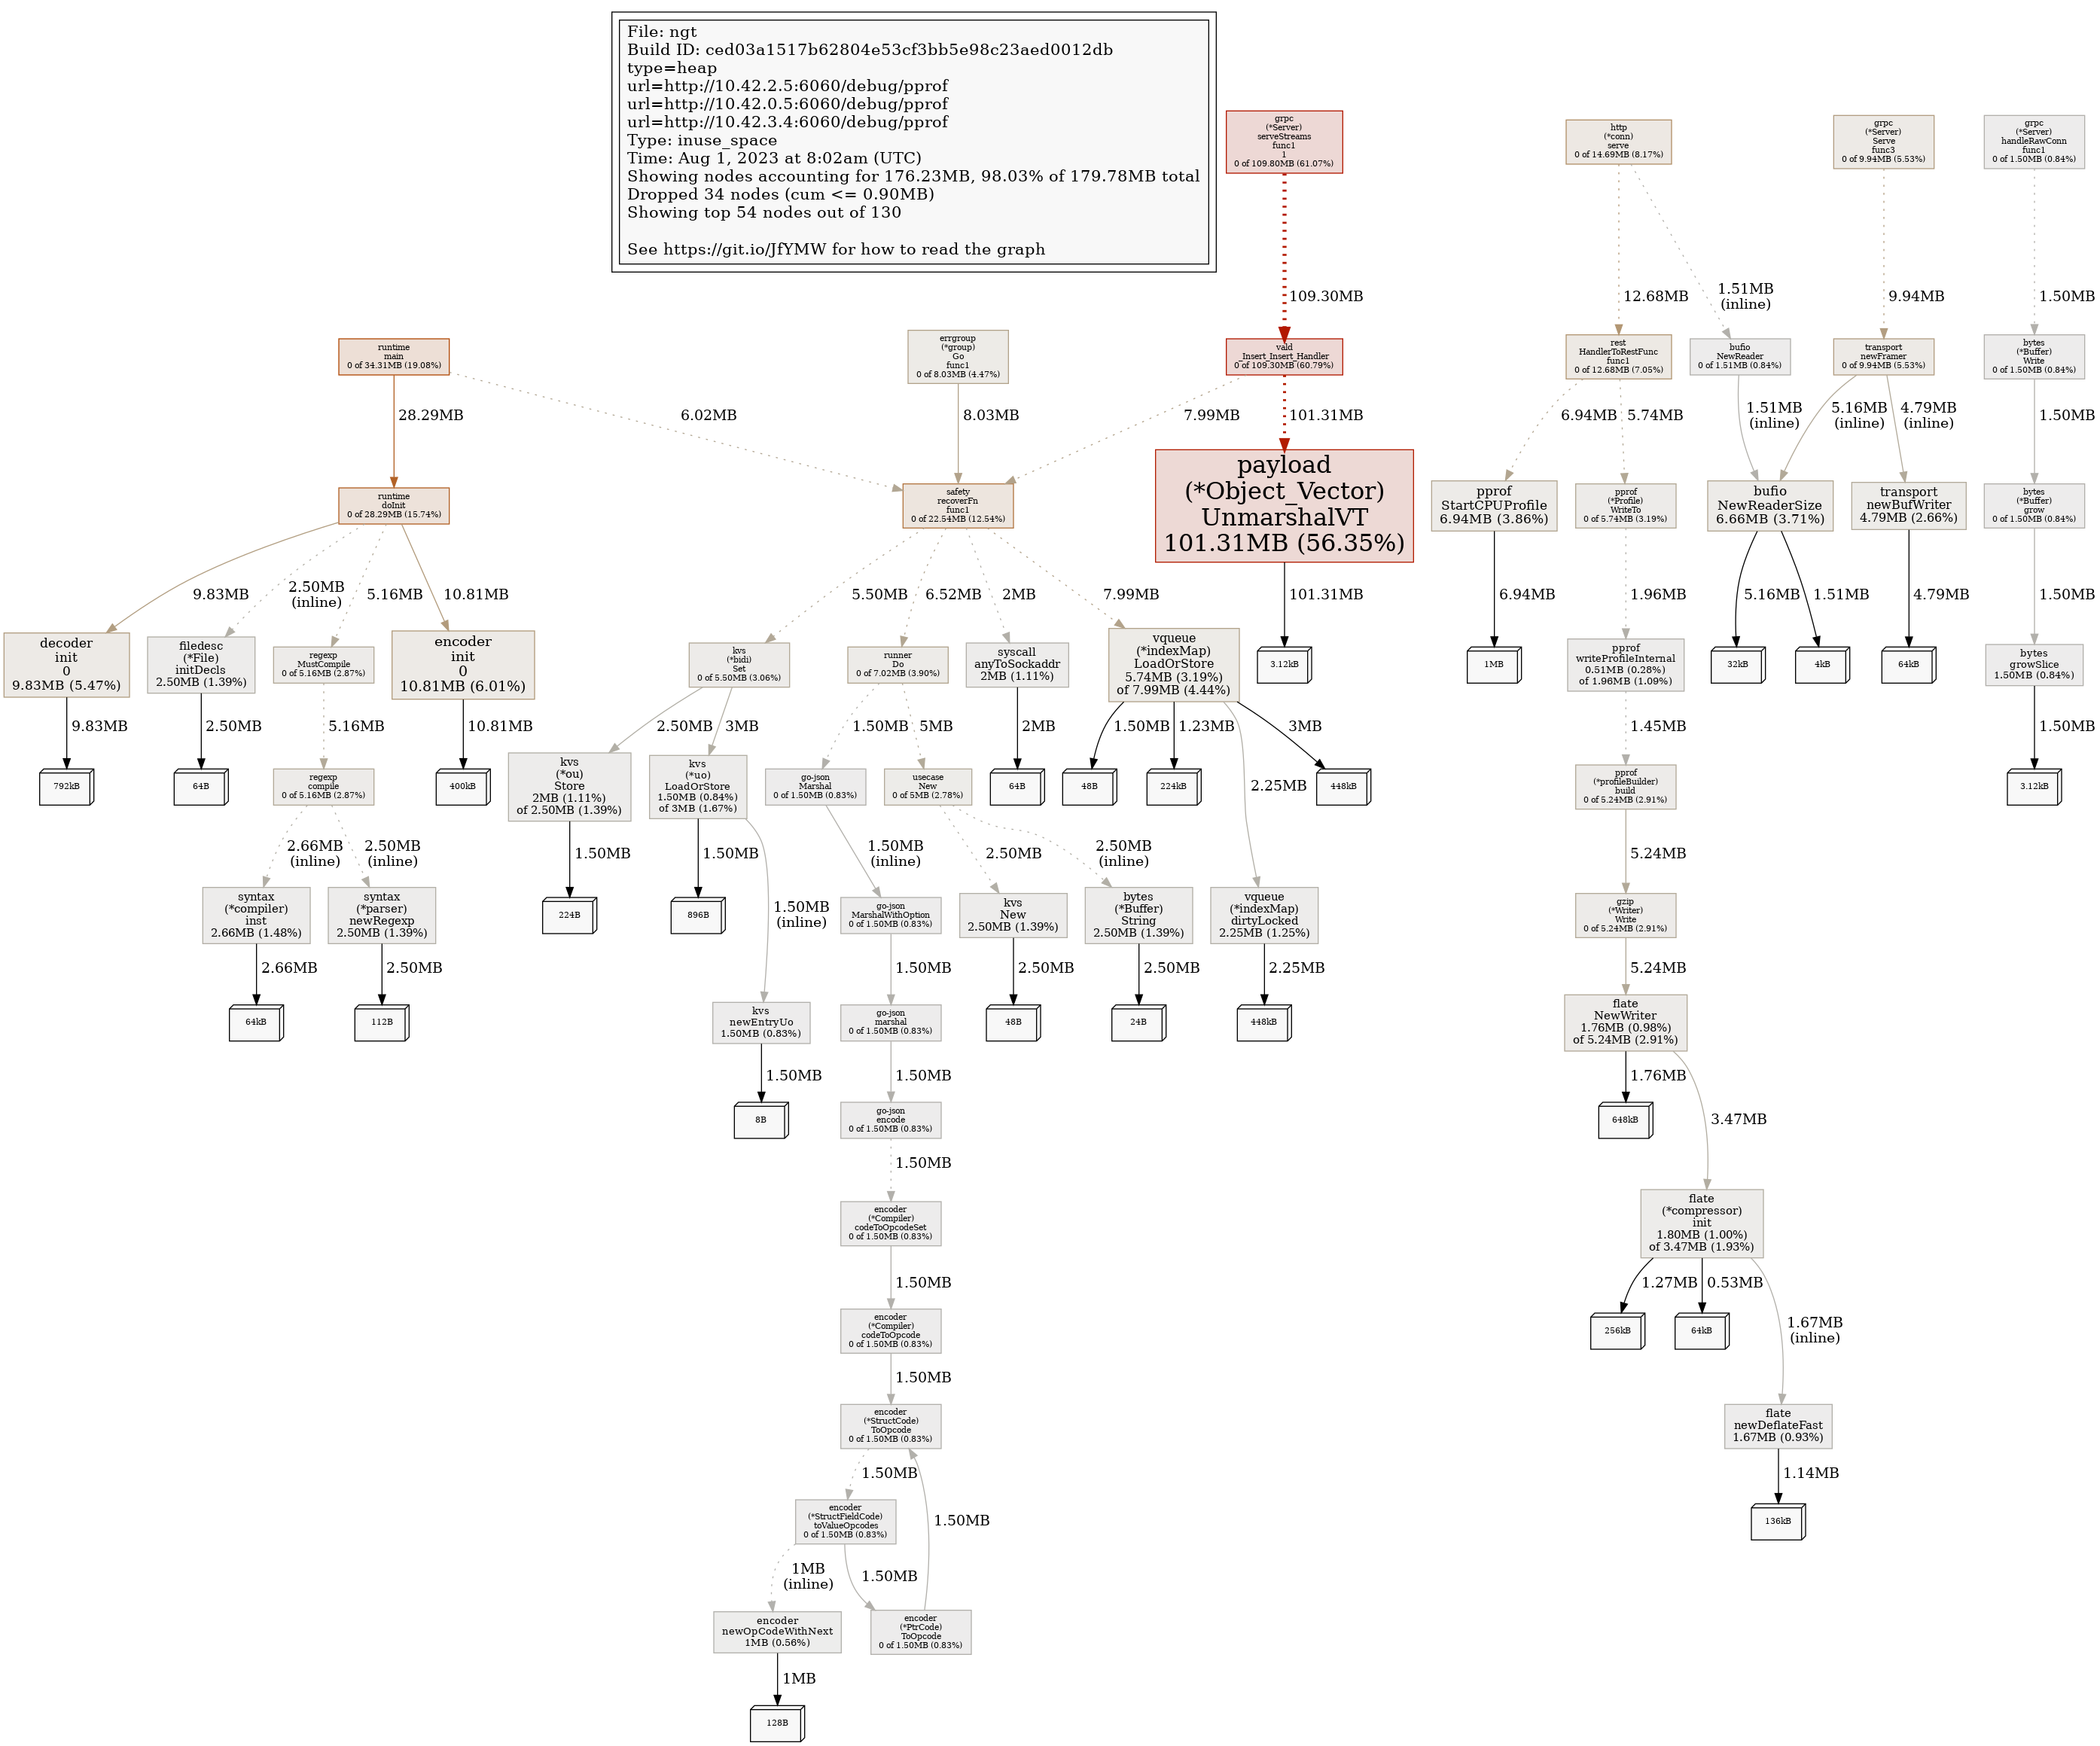 File: ngt
Build ID: ced03a1517b62804e53cf3bb5e98c23aed0012db
type=heap
url=http://10.42.2.5:6060/debug/pprof
url=http://10.42.0.5:6060/debug/pprof
url=http://10.42.3.4:6060/debug/pprof
Type: inuse_space
Time: Aug 1, 2023 at 8:02am (UTC)
Showing nodes accounting for 176.23MB, 98.03% of 179.78MB total
Dropped 34 nodes (cum <= 0.90MB)
Showing top 54 nodes out of 130
See https://git.io/JfYMW for how to read the graph
grpc
(*Server)
serveStreams
func1
1
0 of 109.80MB (61.07%)
http
(*conn)
serve
0 of 14.69MB (8.17%)
grpc
(*Server)
Serve
func3
0 of 9.94MB (5.53%)
grpc
(*Server)
handleRawConn
func1
0 of 1.50MB (0.84%)
109.30MB
12.68MB
1.51MB
(inline)
9.94MB
1.50MB
runtime
main
0 of 34.31MB (19.08%)
errgroup
(*group)
Go
func1
0 of 8.03MB (4.47%)
vald
_Insert_Insert_Handler
0 of 109.30MB (60.79%)
rest
HandlerToRestFunc
func1
0 of 12.68MB (7.05%)
bufio
NewReader
0 of 1.51MB (0.84%)
transport
newFramer
0 of 9.94MB (5.53%)
bytes
(*Buffer)
Write
0 of 1.50MB (0.84%)
28.29MB
6.02MB
8.03MB
7.99MB
101.31MB
6.94MB
5.74MB
1.51MB
(inline)
5.16MB
(inline)
4.79MB
(inline)
1.50MB
runtime
doInit
0 of 28.29MB (15.74%)
safety
recoverFn
func1
0 of 22.54MB (12.54%)
payload
(*Object_Vector)
UnmarshalVT
101.31MB (56.35%)
pprof
StartCPUProfile
6.94MB (3.86%)
pprof
(*Profile)
WriteTo
0 of 5.74MB (3.19%)
bufio
NewReaderSize
6.66MB (3.71%)
transport
newBufWriter
4.79MB (2.66%)
bytes
(*Buffer)
grow
0 of 1.50MB (0.84%)
9.83MB
2.50MB
(inline)
5.16MB
10.81MB
5.50MB
6.52MB
2MB
7.99MB
101.31MB
6.94MB
1.96MB
5.16MB
1.51MB
4.79MB
1.50MB
decoder
init
0
9.83MB (5.47%)
filedesc
(*File)
initDecls
2.50MB (1.39%)
regexp
MustCompile
0 of 5.16MB (2.87%)
encoder
init
0
10.81MB (6.01%)
kvs
(*bidi)
Set
0 of 5.50MB (3.06%)
runner
Do
0 of 7.02MB (3.90%)
syscall
anyToSockaddr
2MB (1.11%)
vqueue
(*indexMap)
LoadOrStore
5.74MB (3.19%)
of 7.99MB (4.44%)
3.12kB
1MB
pprof
writeProfileInternal
0.51MB (0.28%)
of 1.96MB (1.09%)
32kB
4kB
64kB
bytes
growSlice
1.50MB (0.84%)
9.83MB
2.50MB
5.16MB
10.81MB
2.50MB
3MB
1.50MB
5MB
2MB
1.50MB
1.23MB
2.25MB
3MB
1.45MB
1.50MB
792kB
64B
regexp
compile
0 of 5.16MB (2.87%)
400kB
kvs
(*ou)
Store
2MB (1.11%)
of 2.50MB (1.39%)
kvs
(*uo)
LoadOrStore
1.50MB (0.84%)
of 3MB (1.67%)
go-json
Marshal
0 of 1.50MB (0.83%)
usecase
New
0 of 5MB (2.78%)
64B
48B
224kB
448kB
pprof
(*profileBuilder)
build
0 of 5.24MB (2.91%)
3.12kB
2.66MB
(inline)
2.50MB
(inline)
1.50MB
1.50MB
1.50MB
(inline)
1.50MB
(inline)
2.50MB
2.50MB
(inline)
5.24MB
syntax
(*compiler)
inst
2.66MB (1.48%)
syntax
(*parser)
newRegexp
2.50MB (1.39%)
224B
896B
go-json
MarshalWithOption
0 of 1.50MB (0.83%)
kvs
New
2.50MB (1.39%)
bytes
(*Buffer)
String
2.50MB (1.39%)
vqueue
(*indexMap)
dirtyLocked
2.25MB (1.25%)
gzip
(*Writer)
Write
0 of 5.24MB (2.91%)
2.66MB
2.50MB
1.50MB
2.50MB
2.50MB
2.25MB
5.24MB
64kB
112B
kvs
newEntryUo
1.50MB (0.83%)
go-json
marshal
0 of 1.50MB (0.83%)
48B
24B
448kB
flate
NewWriter
1.76MB (0.98%)
of 5.24MB (2.91%)
1.50MB
1.50MB
1.76MB
3.47MB
8B
go-json
encode
0 of 1.50MB (0.83%)
648kB
1.50MB
encoder
(*Compiler)
codeToOpcodeSet
0 of 1.50MB (0.83%)
flate
(*compressor)
init
1.80MB (1.00%)
of 3.47MB (1.93%)
1.50MB
1.27MB
0.53MB
1.67MB
(inline)
encoder
(*Compiler)
codeToOpcode
0 of 1.50MB (0.83%)
256kB
64kB
1.50MB
encoder
(*StructCode)
ToOpcode
0 of 1.50MB (0.83%)
flate
newDeflateFast
1.67MB (0.93%)
1.50MB
1.50MB
1.14MB
encoder
(*StructFieldCode)
toValueOpcodes
0 of 1.50MB (0.83%)
136kB
1MB
(inline)
1.50MB
encoder
newOpCodeWithNext
1MB (0.56%)
encoder
(*PtrCode)
ToOpcode
0 of 1.50MB (0.83%)
1MB
128B